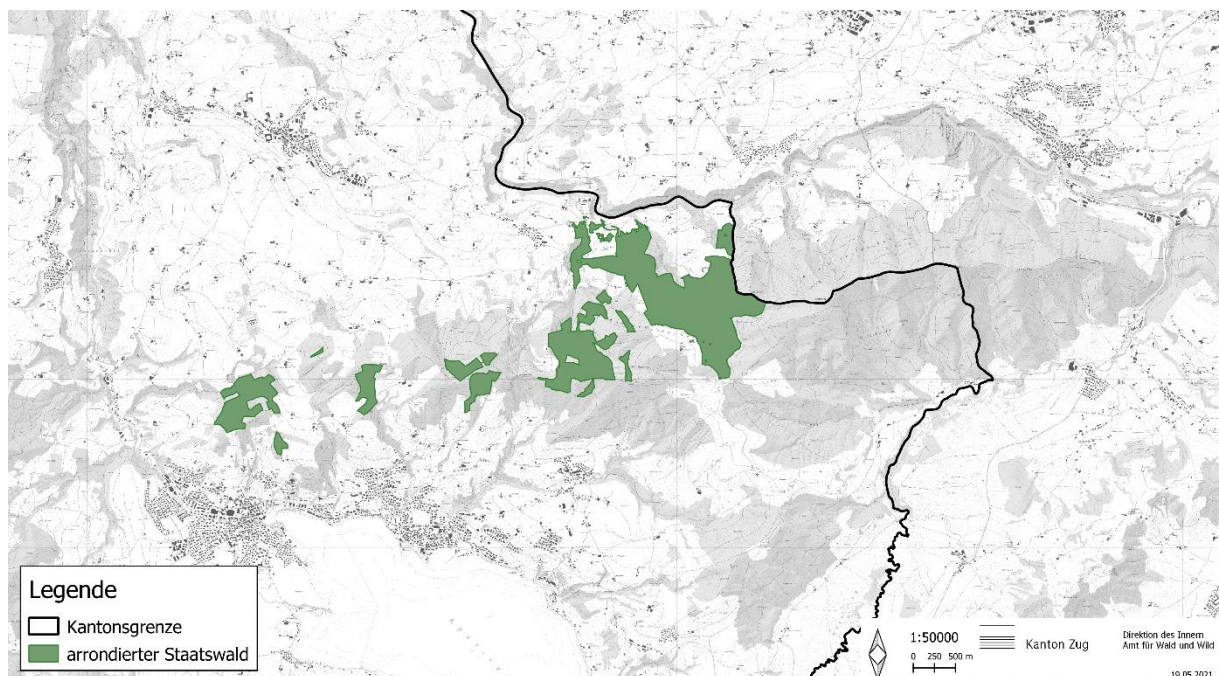 Legende
Kantonsgrenze
arrondierter Staatswald
1:50000
0 250 500 m
Kanton Zug
Direktion des Innern
Amt für Wald und Wild
19.05.2021